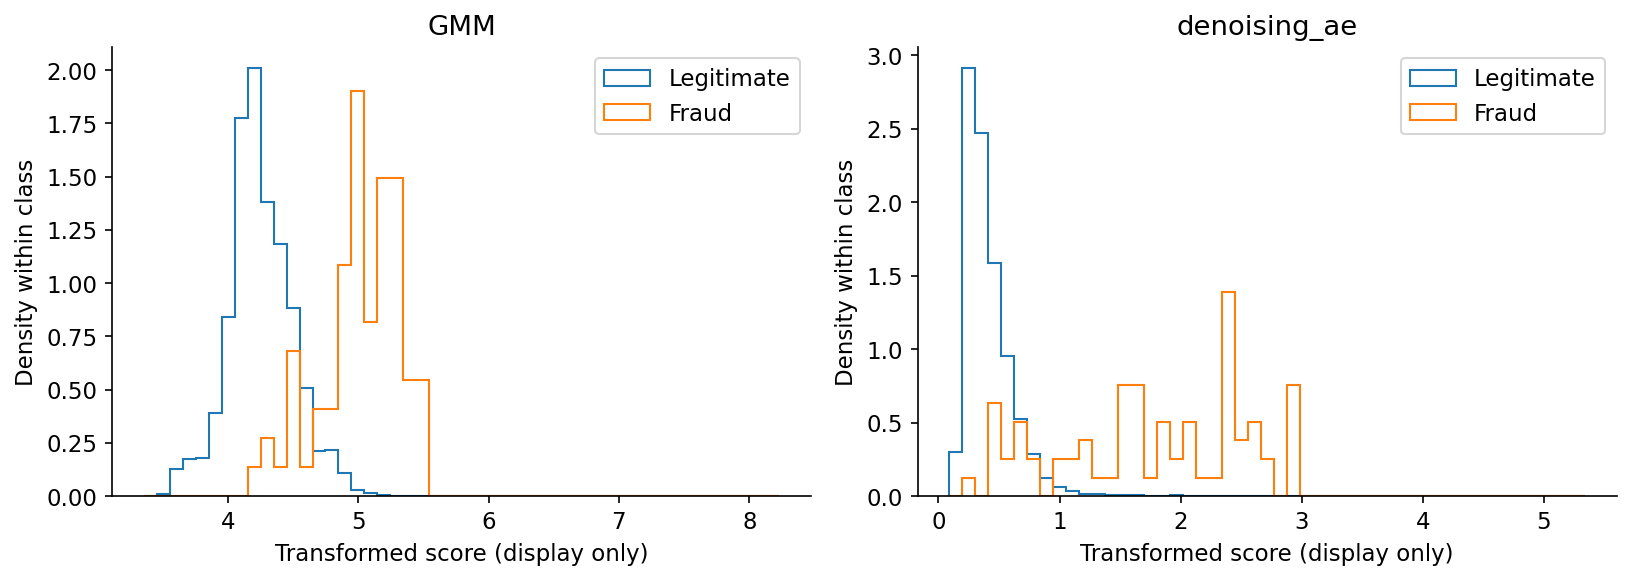 GMM
Density within class
2.00
1.75
1.50
1.25
1.00
0.75
0.50
0.25
0.00
Legitimate
Fraud
4 5 6 7 8
Transformed score (display only)
denoising_ae
Density within class
3.0
2.5
2.0
1.5
1.0
0.5
0.0
Legitimate
Fraud
0 1 2 3 4 5
Transformed score (display only)